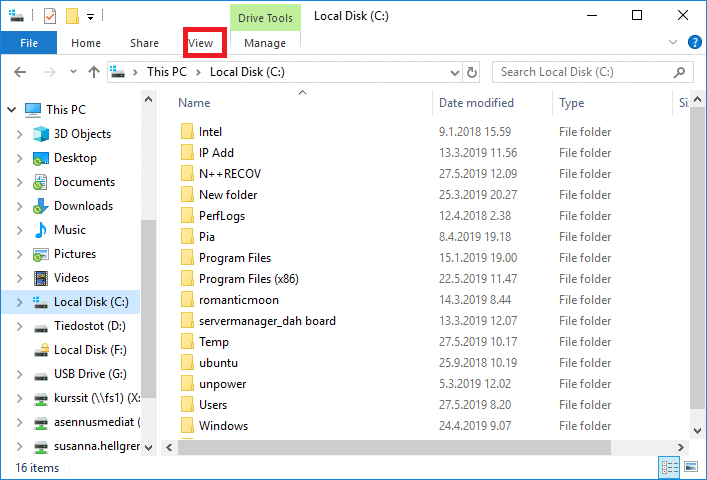 Drive Tools Local Disk (C:)
File Home Share View Manage
This PC Local Disk (C:) Search Local Disk (C:)
Name Date modified Type
This PC
3D Objects
Desktop
Documents
Downloads
Music
Pictures
Videos
Local Disk (C:)
Tiedostot (D:)
Local Disk (F:)
USB Drive (G:)
kurssit (\\fs1) (X:
asennusmediat
susanna.hellgren
Intel 9.1.2018 15.59 File folder
IP Add 13.3.2019 11.56 File folder
N++RECOV 27.5.2019 12.09 File folder
New folder 25.3.2019 20.27 File folder
PerfLogs 12.4.2018 2.38 File folder
Pia 8.4.2019 19.18 File folder
Program Files 15.1.2019 19.00 File folder
Program Files (x86) 22.5.2019 11.47 File folder
romanticmoon 14.3.2019 8.44 File folder
servermanager_dah board 13.3.2019 12.07 File folder
Temp 27.5.2019 10.17 File folder
ubuntu 25.9.2018 10.19 File folder
unpower 5.3.2019 12.02 File folder
Users 27.5.2019 8.20 File folder
Windows 24.4.2019 9.07 File folder
16 items